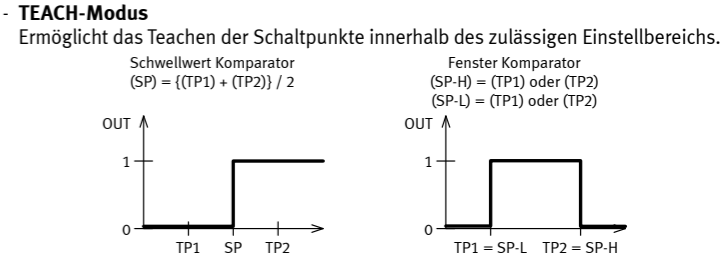 - TEACH-Modus
Ermöglicht das Teachen der Schaltpunkte innerhalb des zulässigen Einstellbereichs.
Schwellwert Komparator
(SP) = {(TP1) + (TP2)} / 2
OUT
1
0
TP1 SP TP2
Fenster Komparator
(SP-H) = (TP1) oder (TP2)
(SP-L) = (TP1) oder (TP2)
OUT
1
0
TP1 = SP-L TP2 = SP-H